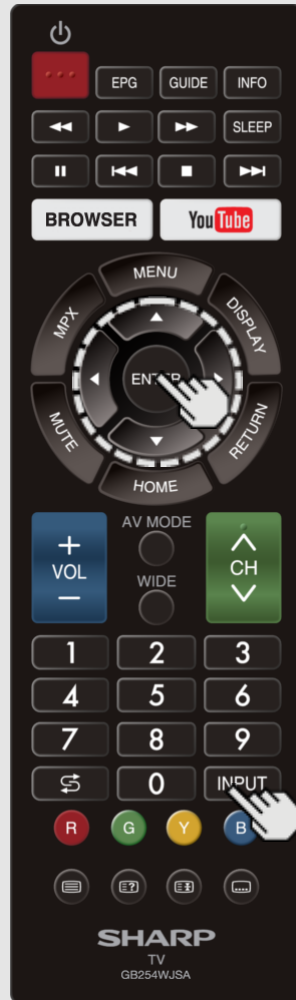 EPG GUIDE INFO
SLEEP
BROWSER YouTube
MENU
MPX DISPLAY
ENTER
MUTE RETURN
HOME
AV MODE
+ VOL − CH
WIDE
1 2 3
4 5 6
7 8 9
0 INPUT
R G Y B
SHARP
TV
GB254WJSA